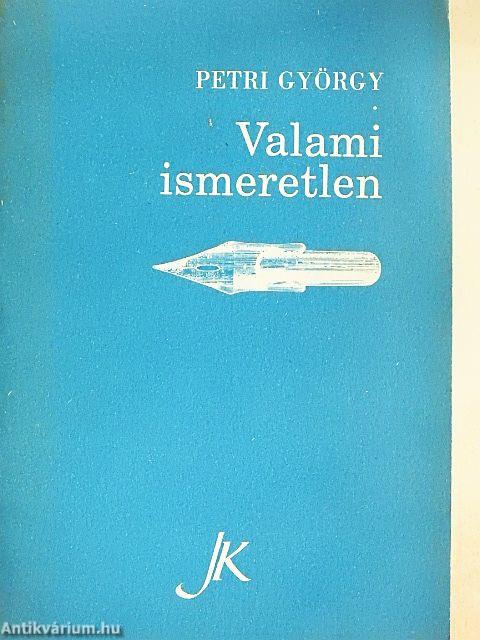 PETRI GYÖRGY
Valami
ismeretlen
JK
Antikvárium.hu